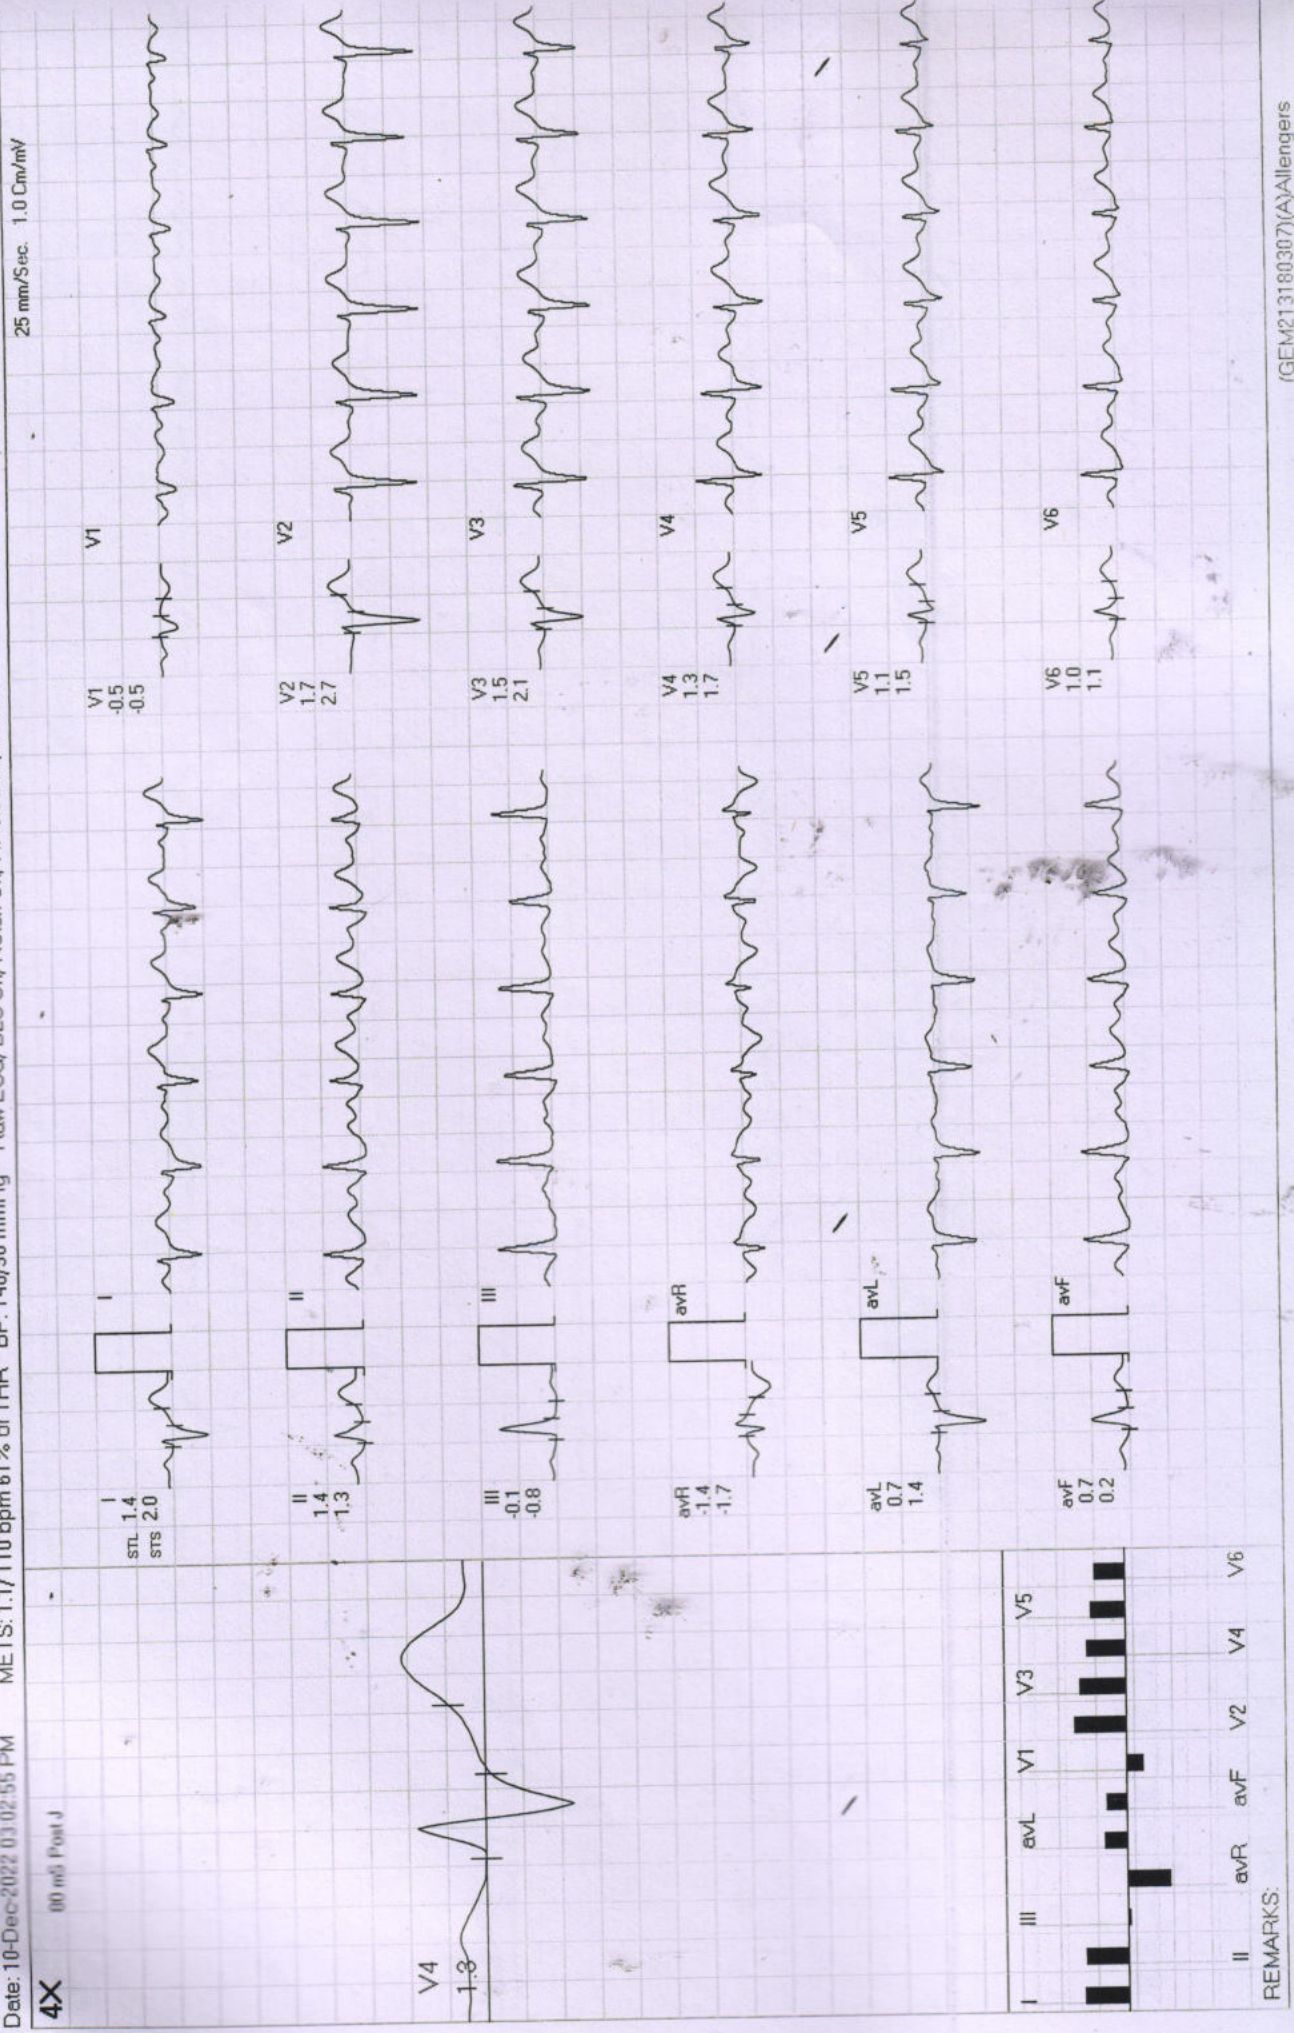 Date: 10-Dec-2022 03:02:55 PM METS: 1.1/ 110 bpm 61% of THR BP: 140/90 mmHg Raw ECG/
4X
80 mS Post J
25 mm/Sec. 1.0 Cm/mV
V4
1.3
I
STL 1.4
STS 2.0
I
V1
-0.5
-0.5
V1
II
1.4
1.3
II
V2
1.7
2.7
V2
III
-0.1
-0.8
III
V3
1.5
2.1
V3
avR
-1.4
-1.7
avR
V4
1.3
1.7
V4
avL
0.7
1.4
avL
V5
1.1
1.5
V5
avF
0.7
0.2
avF
V6
1.0
1.1
V6
I III avL V1 V3 V5
II avR avF V2 V4 V6
REMARKS:
(GEM213180307)(A)Allengers